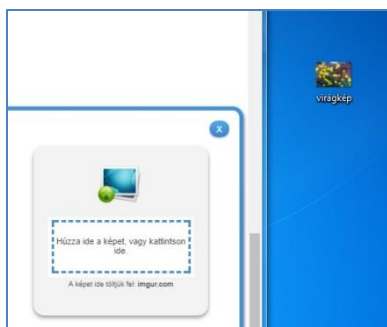 x
virágkép
Húzza ide a képet, vagy kattintson
ide.
A képet ide töltjük fel: imgur.com